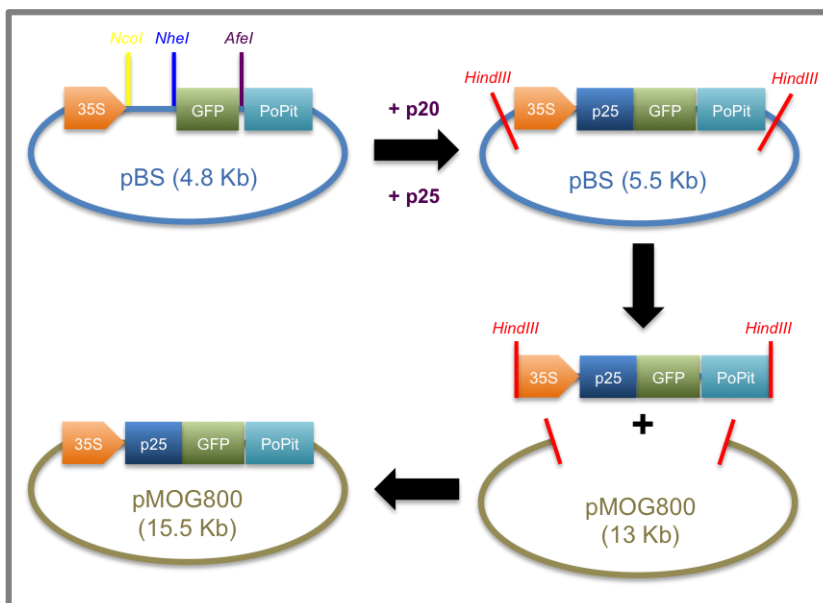 NcoI
NheI
AfeI
35S
GFP
PoPit
pBS (4.8 Kb)
+ p20
+ p25
HindIII
HindIII
35S
p25
GFP
PoPit
pBS (5.5 Kb)
HindIII
HindIII
35S
p25
GFP
PoPit
+
pMOG800
(13 Kb)
35S
p25
GFP
PoPit
pMOG800
(15.5 Kb)